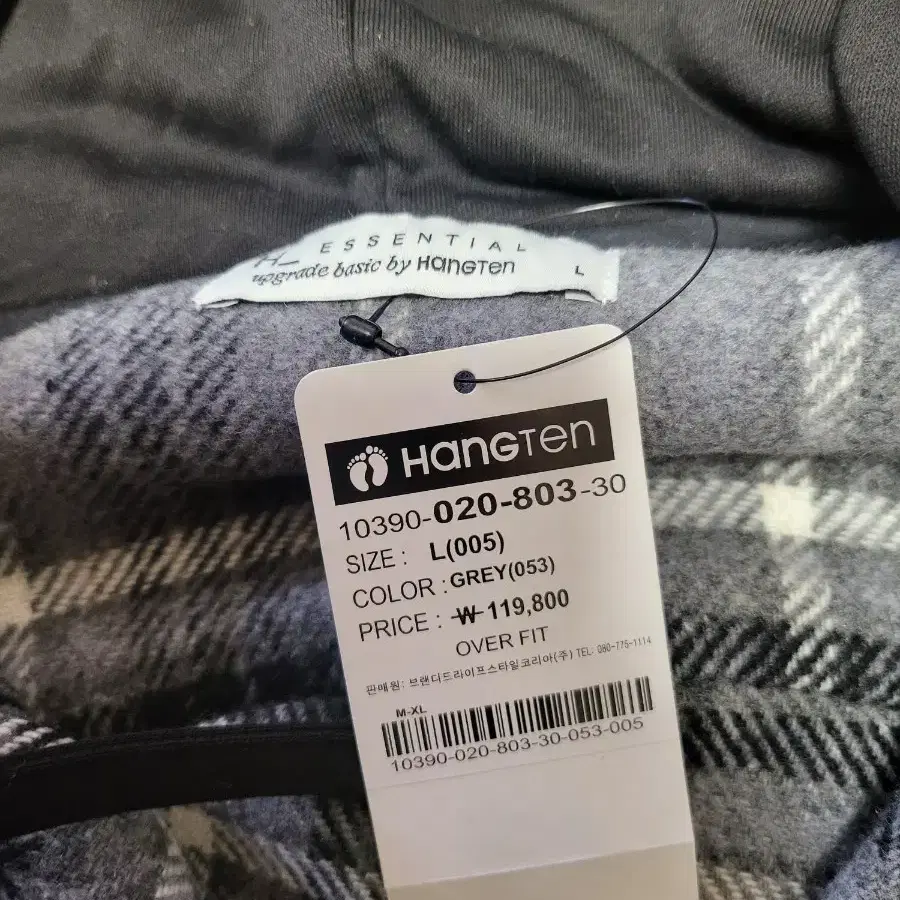 H_ ESSENTIAL
upgrade basic by HANGTEN
L
HANGTEN
10390-020-803-30
SIZE : L(005)
COLOR : GREY(053)
PRICE : ₩ 119,800
OVER FIT
판매원: 브랜디드라이프스타일코리아(주) TEL: 080-775-1114
M-XL
10390-020-803-30-053-005